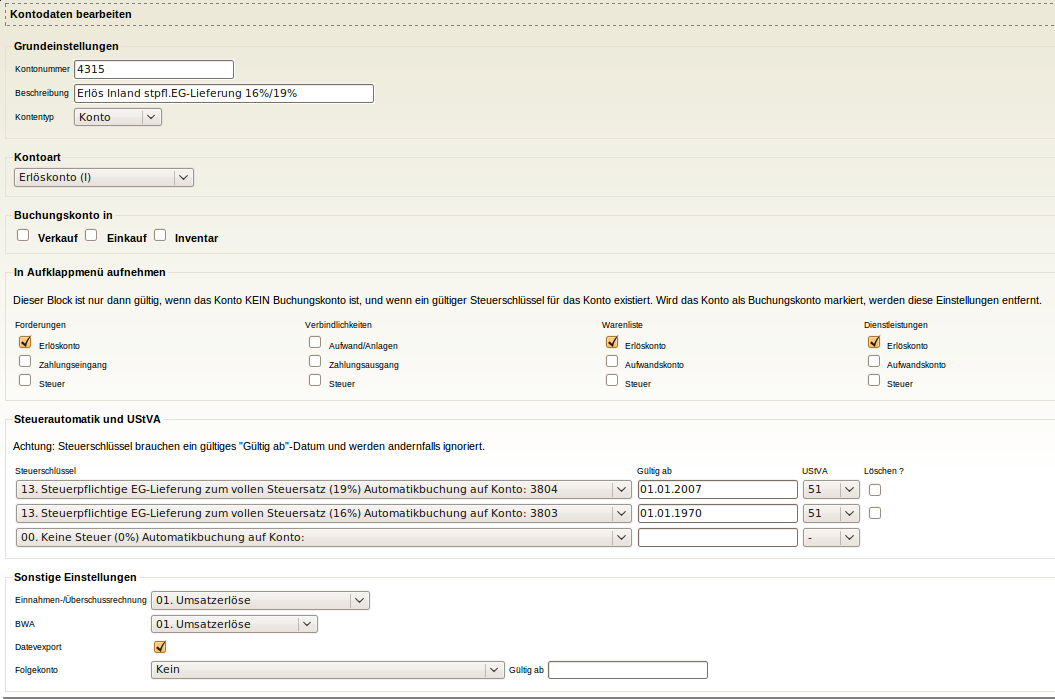 Kontodaten bearbeiten
Grundeinstellungen
Kontonummer 4315
Beschreibung Erlös Inland stpfl.EG-Lieferung 16%/19%
Kontentyp Konto
Kontoart
Erlöskonto (I)
Buchungskonto in
Verkauf Einkauf Inventar
In Aufklappmenü aufnehmen
Dieser Block ist nur dann gültig, wenn das Konto KEIN Buchungskonto ist, und wenn ein gültiger Steuerschlüssel für das Konto existiert. Wird das Konto als Buchungskonto markiert, werden diese Einstellungen entfernt.
Forderungen Verbindlichkeiten Warenliste Dienstleistungen
Erlöskonto Aufwand/Anlagen Erlöskonto Erlöskonto
Zahlungseingang Zahlungsausgang Aufwandskonto Aufwandskonto
Steuer Steuer Steuer Steuer
Steuerautomatik und UStVA
Achtung: Steuerschlüssel brauchen ein gültiges "Gültig ab"-Datum und werden andernfalls ignoriert.
Steuerschlüssel Gültig ab UStVA Löschen ?
13. Steuerpflichtige EG-Lieferung zum vollen Steuersatz (19%) Automatikbuchung auf Konto: 3804 01.01.2007 51
13. Steuerpflichtige EG-Lieferung zum vollen Steuersatz (16%) Automatikbuchung auf Konto: 3803 01.01.1970 51
00. Keine Steuer (0%) Automatikbuchung auf Konto: -
Sonstige Einstellungen
Einnahmen-/Überschussrechnung 01. Umsatzerlöse
BWA 01. Umsatzerlöse
Datevexport
Folgekonto Kein Gültig ab